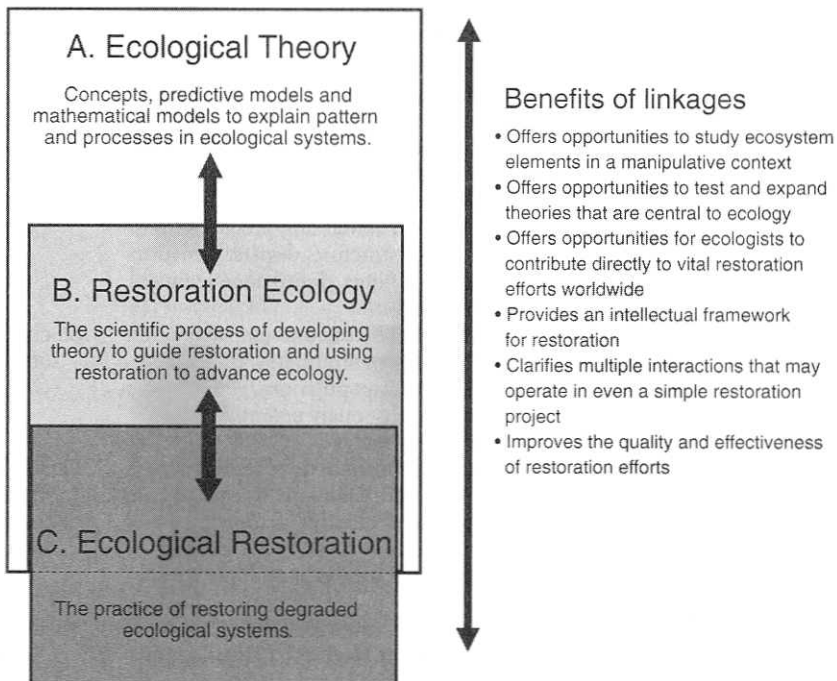 A. Ecological Theory
Concepts, predictive models and
mathematical models to explain pattern
and processes in ecological systems.
B. Restoration Ecology
The scientific process of developing
theory to guide restoration and using
restoration to advance ecology.
C. Ecological Restoration
The practice of restoring degraded
ecological systems.
Benefits of linkages
• Offers opportunities to study ecosystem
elements in a manipulative context
• Offers opportunities to test and expand
theories that are central to ecology
• Offers opportunities for ecologists to
contribute directly to vital restoration
efforts worldwide
• Provides an intellectual framework
for restoration
• Clarifies multiple interactions that may
operate in even a simple restoration
project
• Improves the quality and effectiveness
of restoration efforts